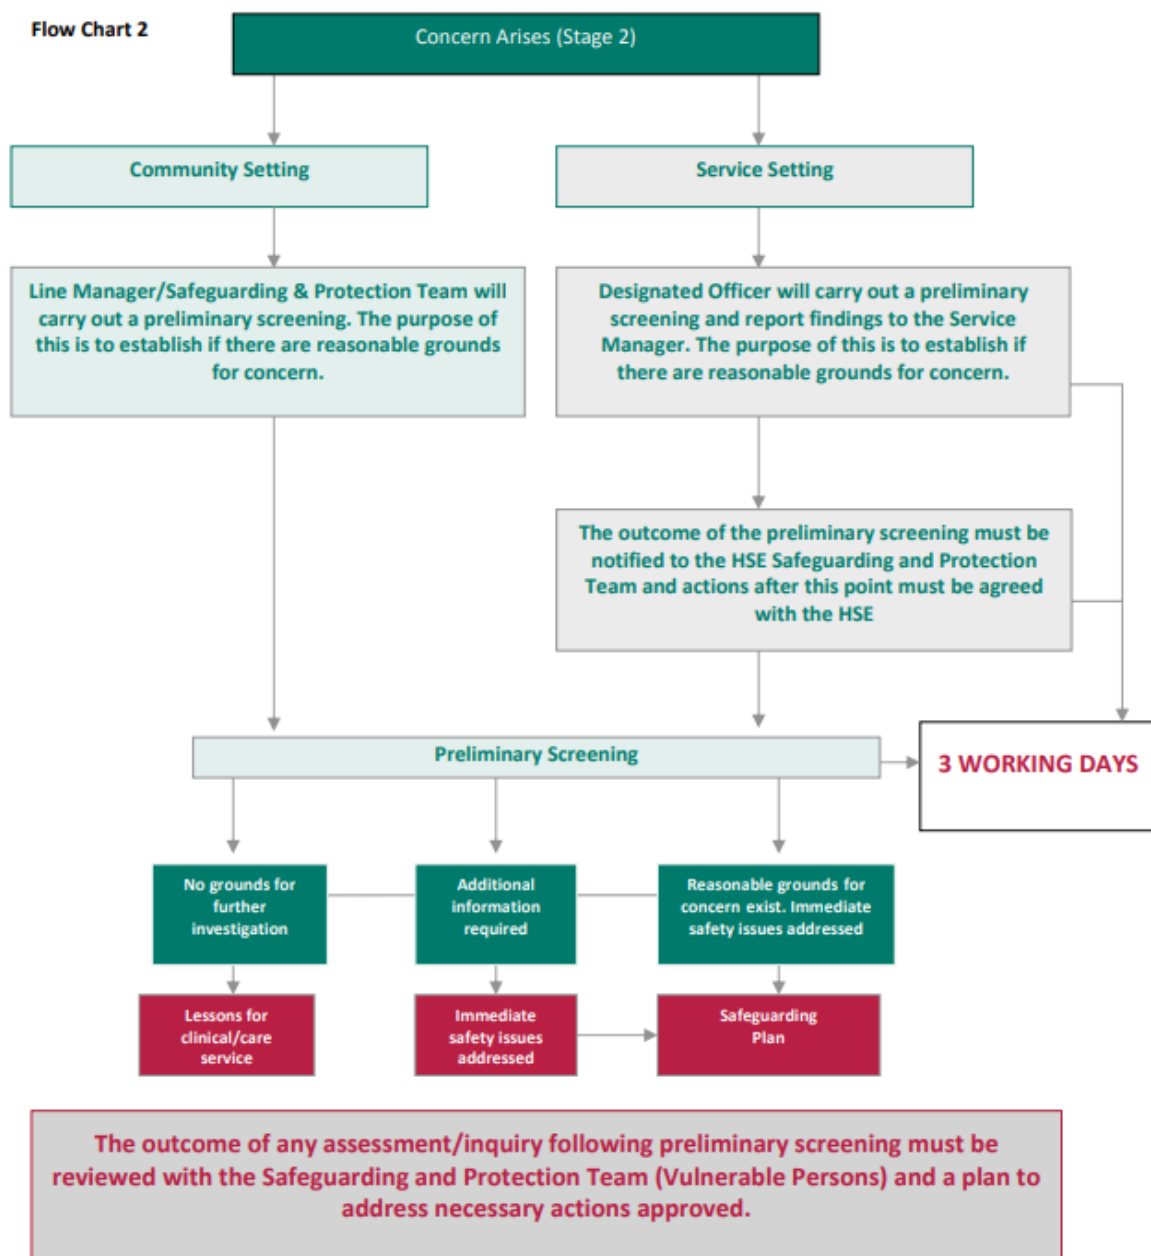 Flow Chart 2
Concern Arises (Stage 2)
Community Setting
Service Setting
Line Manager/Safeguarding & Protection Team will
carry out a preliminary screening. The purpose of
this is to establish if there are reasonable grounds
for concern.
Designated Officer will carry out a preliminary
screening and report findings to the Service
Manager. The purpose of this is to establish if
there are reasonable grounds for concern.
The outcome of the preliminary screening must be
notified to the HSE Safeguarding and Protection
Team and actions after this point must be agreed
with the HSE
Preliminary Screening
3 WORKING DAYS
No grounds for
further
investigation
Additional
information
required
Reasonable grounds for
concern exist. Immediate
safety issues addressed
Lessons for
clinical/care
service
Immediate
safety issues
addressed
Safeguarding
Plan
The outcome of any assessment/inquiry following preliminary screening must be
reviewed with the Safeguarding and Protection Team (Vulnerable Persons) and a plan to
address necessary actions approved.